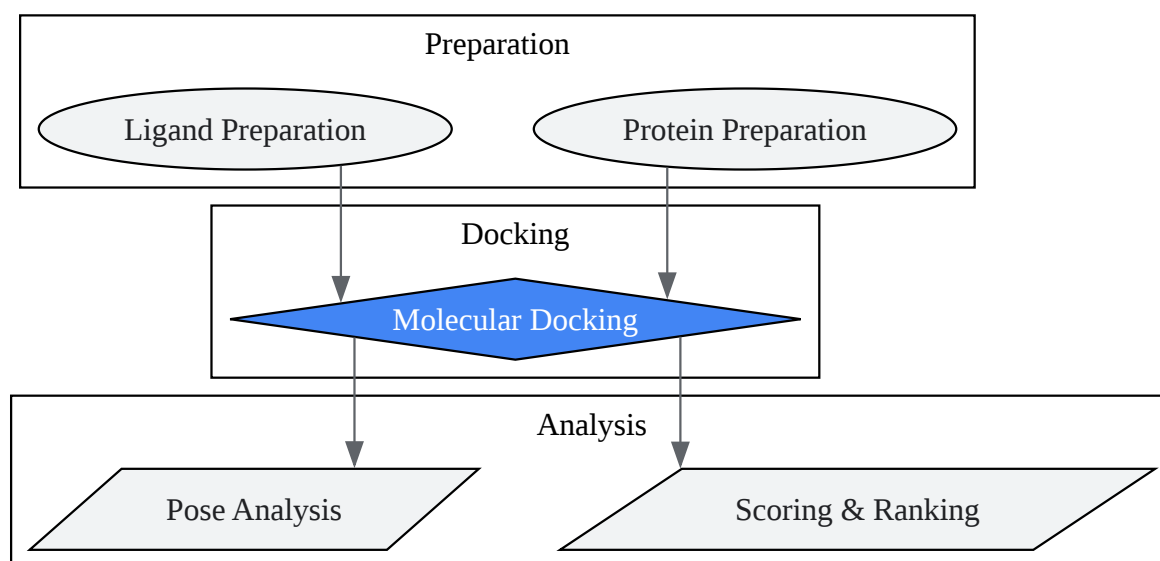 Preparation
Ligand Preparation
Protein Preparation
Docking
Molecular Docking
Analysis
Pose Analysis
Scoring & Ranking